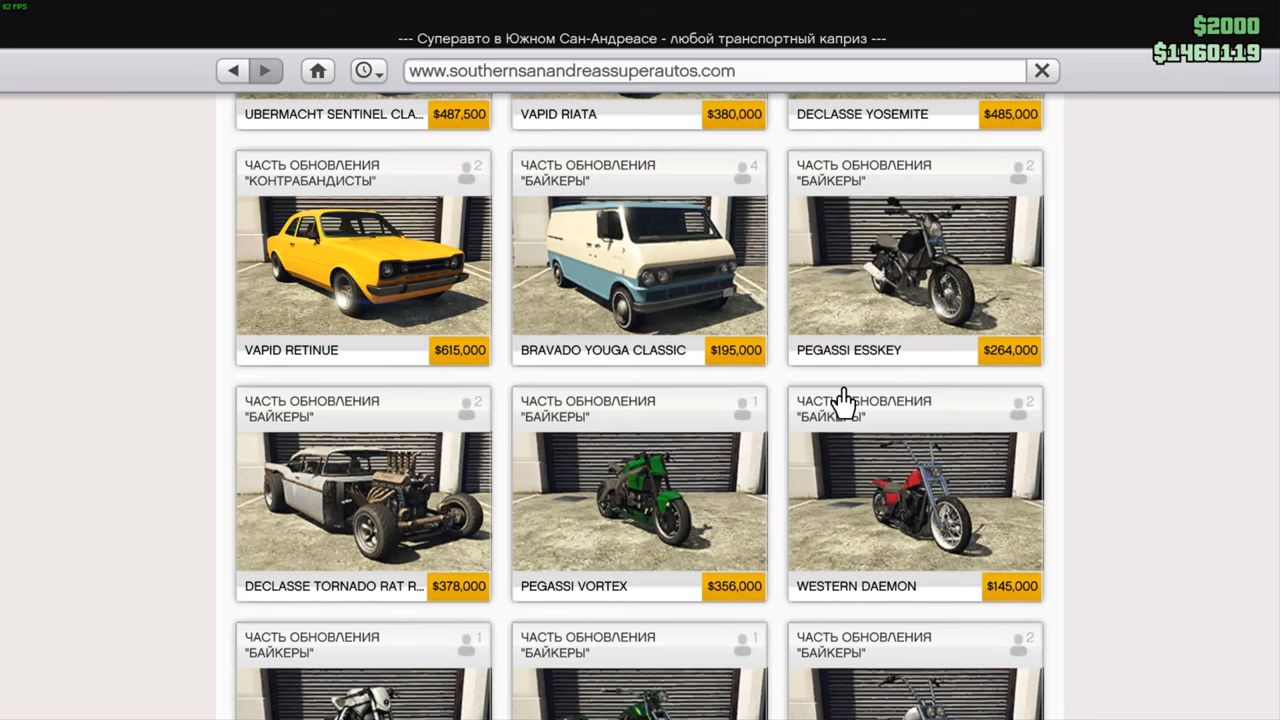 62 FPS
$2000
--- Суперавто в Южном Сан-Андреасе - любой транспортный каприз ---
$1460119
www.southernsanandreassuperautos.com
UBERMACHT SENTINEL CLA... $487,500
VAPID RIATA $380,000
DECLASSE YOSEMITE $485,000
ЧАСТЬ ОБНОВЛЕНИЯ 2
"КОНТРАБАНДИСТЫ"
VAPID RETINUE $615,000
ЧАСТЬ ОБНОВЛЕНИЯ 4
"БАЙКЕРЫ"
BRAVADO YOUGA CLASSIC $195,000
ЧАСТЬ ОБНОВЛЕНИЯ 2
"БАЙКЕРЫ"
PEGASSI ESSKEY $264,000
ЧАСТЬ ОБНОВЛЕНИЯ 2
"БАЙКЕРЫ"
DECLASSE TORNADO RAT R... $378,000
ЧАСТЬ ОБНОВЛЕНИЯ 1
"БАЙКЕРЫ"
PEGASSI VORTEX $356,000
ЧАСТЬ ОБНОВЛЕНИЯ 2
"БАЙКЕРЫ"
WESTERN DAEMON $145,000
ЧАСТЬ ОБНОВЛЕНИЯ 1
"БАЙКЕРЫ"
ЧАСТЬ ОБНОВЛЕНИЯ 1
"БАЙКЕРЫ"
ЧАСТЬ ОБНОВЛЕНИЯ 2
"БАЙКЕРЫ"